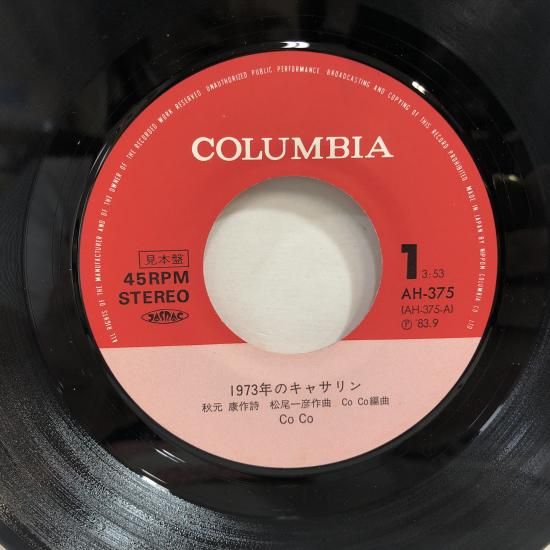 ALL RIGHTS OF THE MANUFACTURER AND OF THE OWNER OF THE RECORDED WORK RESERVED. UNAUTHORIZED PUBLIC PERFORMANCE, BROADCASTING AND COPYING OF THIS RECORD PROHIBITED. MADE IN JAPAN BY NIPPON COLUMBIA CO. LTD
COLUMBIA
見本盤
45RPM
STEREO
JASRAC
1 3:53
AH-375
(AH-375-A)
Ⓟ '83.9
1973年のキャサリン
秋元 康作詩 松尾一彦作曲 Co Co編曲
Co Co